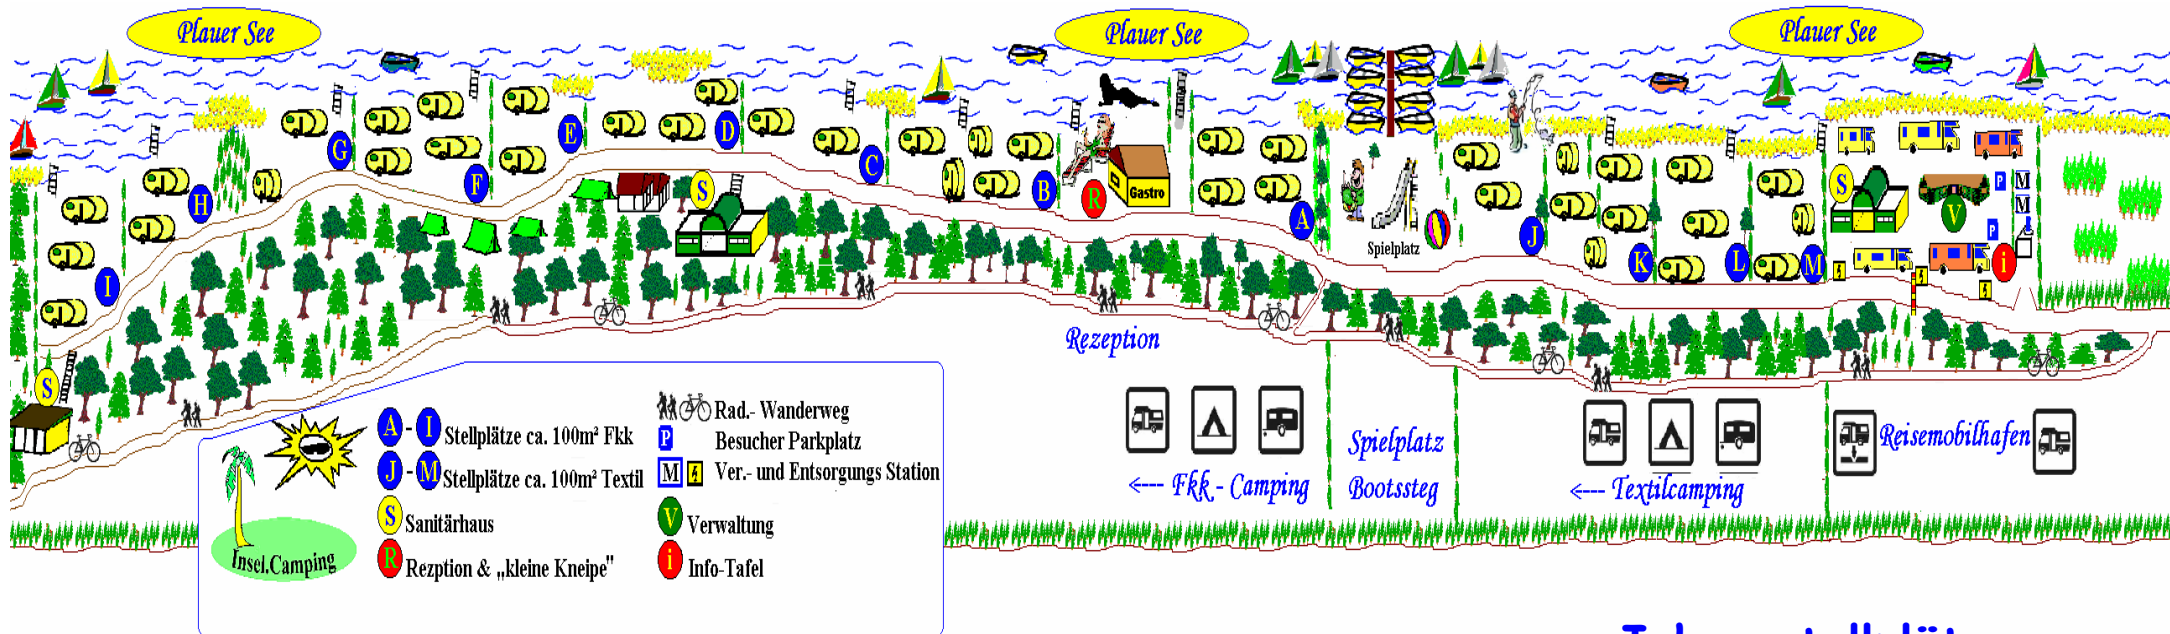 Plauer See
Plauer See
Plauer See
G
F
E
D
C
B
R
Gastro
A
Spielplatz
J
K
L
M
S
V
P
M
M
P
i
H
I
S
S
Rezeption
A - I Stellplätze ca. 100m² Fkk
J - M Stellplätze ca. 100m² Textil
S Sanitärhaus
R Rezption & „kleine Kneipe"
Rad.- Wanderweg
P Besucher Parkplatz
M Ver.- und Entsorgungs Station
V Verwaltung
i Info-Tafel
Insel.Camping
<---- Fkk.- Camping
Spielplatz
Bootssteg
<---- Textilcamping
Reisemobilhafen